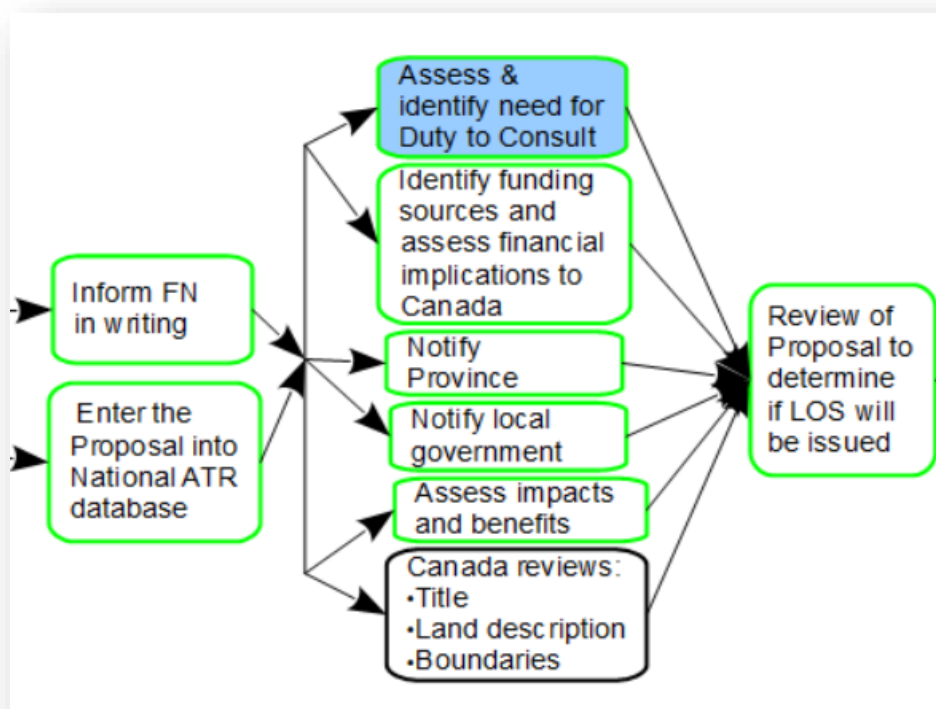 Assess &
identify need for
Duty to Consult
Identify funding
sources and
assess financial
implications to
Canada
Inform FN
in writing
Notify
Province
Enter the
Proposal into
National ATR
database
Notify local
government
Assess impacts
and benefits
Canada reviews:
•Title
•Land description
•Boundaries
Review of
Proposal to
determine
if LOS will
be issued